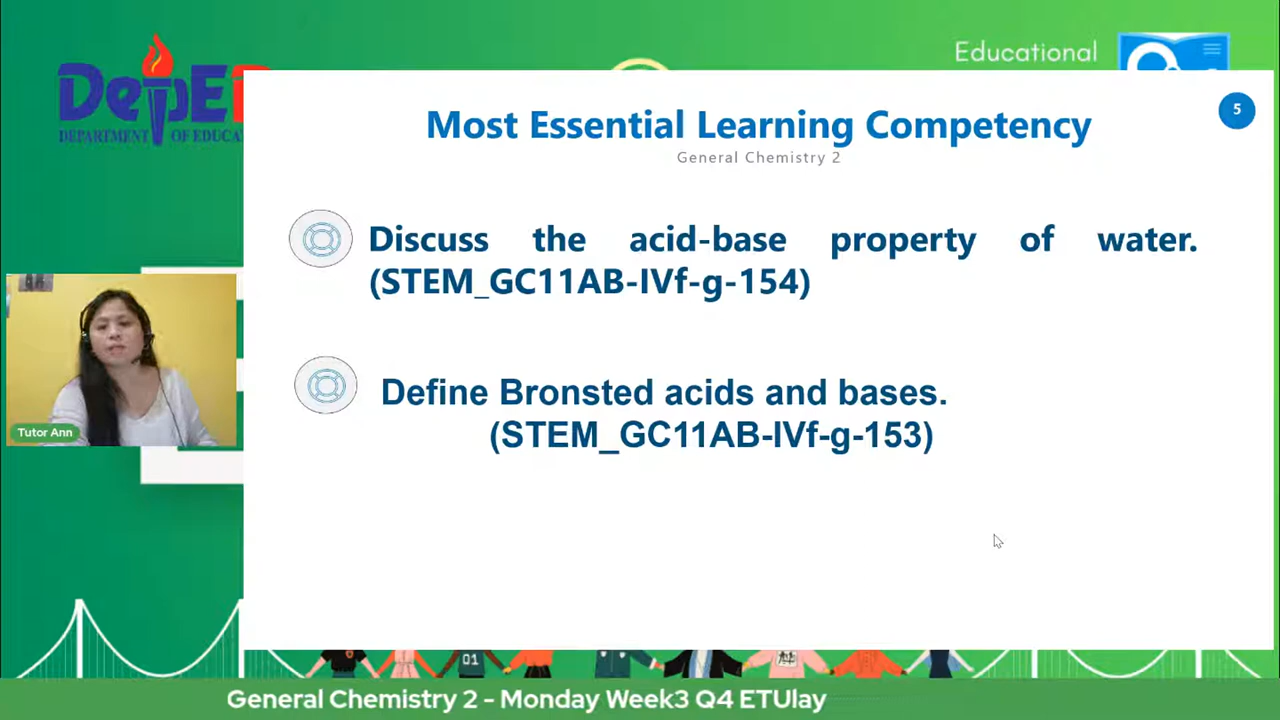 Educational
DepE
DEPARTMENT OF EDUCA
5
Most Essential Learning Competency
General Chemistry 2
Discuss the acid-base property of water.
(STEM_GC11AB-IVf-g-154)
Define Bronsted acids and bases.
(STEM_GC11AB-IVf-g-153)
Tutor Ann
01
General Chemistry 2 - Monday Week3 Q4 ETUlay